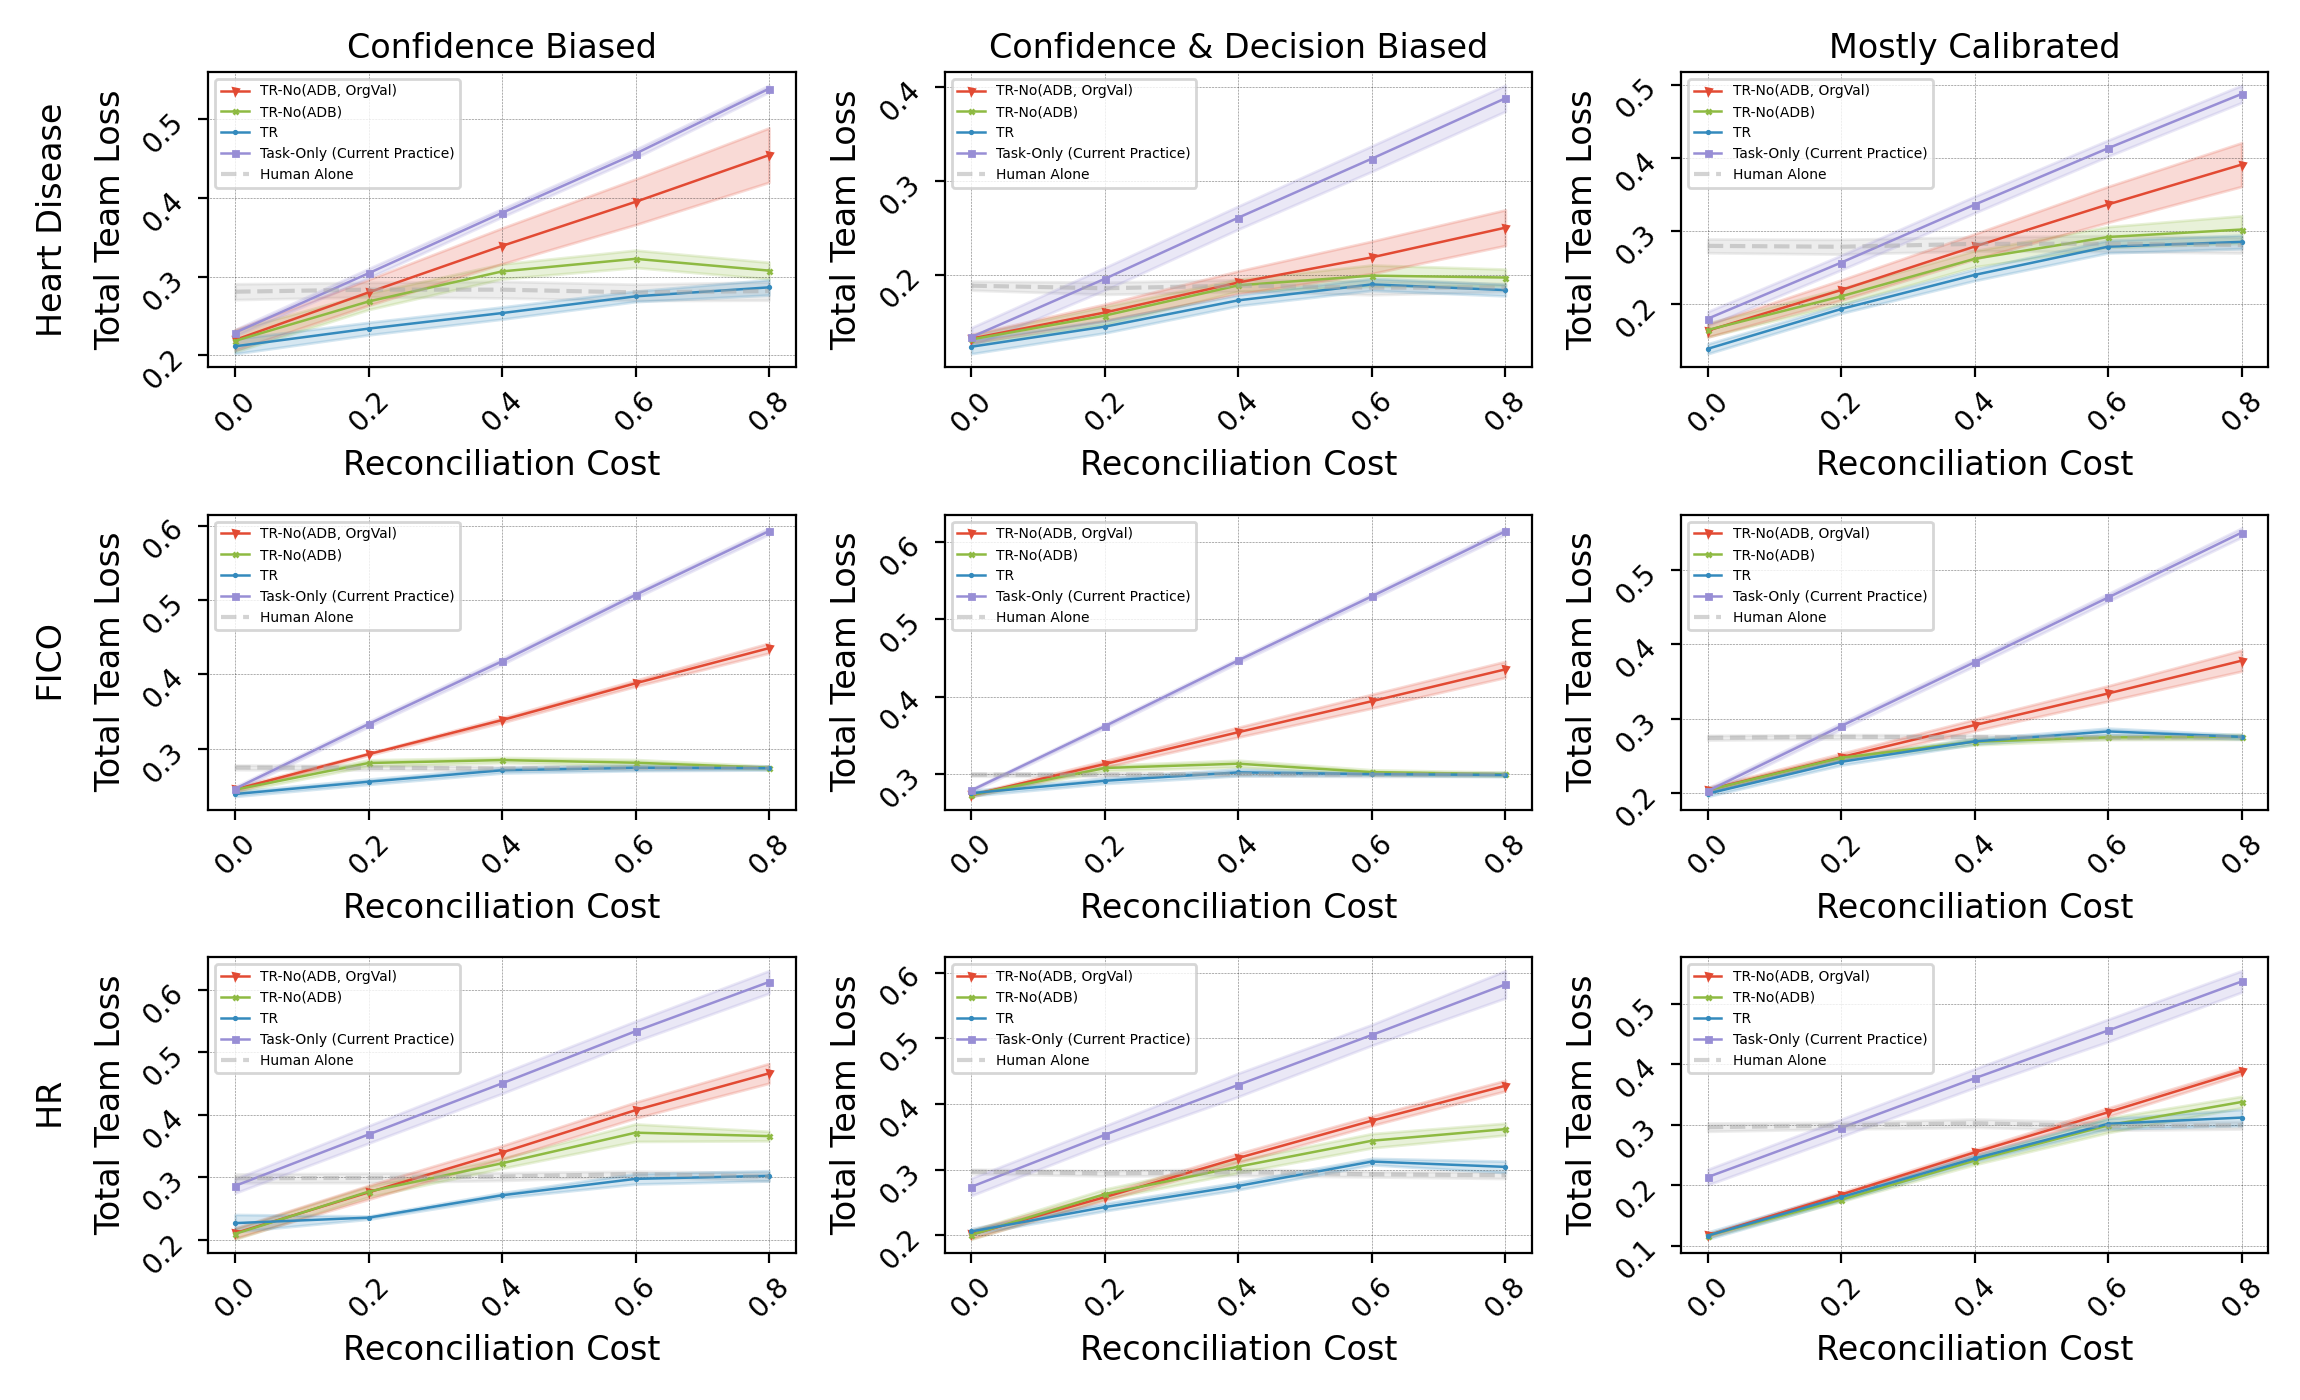 Confidence Biased
Confidence & Decision Biased
Mostly Calibrated
Heart Disease
Total Team Loss
0.5
0.4
0.3
0.2
TR-No(ADB, OrgVal)
TR-No(ADB)
TR
Task-Only (Current Practice)
Human Alone
0.0 0.2 0.4 0.6 0.8
Reconciliation Cost
Total Team Loss
0.4
0.3
0.2
TR-No(ADB, OrgVal)
TR-No(ADB)
TR
Task-Only (Current Practice)
Human Alone
0.0 0.2 0.4 0.6 0.8
Reconciliation Cost
Total Team Loss
0.5
0.4
0.3
0.2
TR-No(ADB, OrgVal)
TR-No(ADB)
TR
Task-Only (Current Practice)
Human Alone
0.0 0.2 0.4 0.6 0.8
Reconciliation Cost
FICO
Total Team Loss
0.6
0.5
0.4
0.3
TR-No(ADB, OrgVal)
TR-No(ADB)
TR
Task-Only (Current Practice)
Human Alone
0.0 0.2 0.4 0.6 0.8
Reconciliation Cost
Total Team Loss
0.6
0.5
0.4
0.3
TR-No(ADB, OrgVal)
TR-No(ADB)
TR
Task-Only (Current Practice)
Human Alone
0.0 0.2 0.4 0.6 0.8
Reconciliation Cost
Total Team Loss
0.5
0.4
0.3
0.2
TR-No(ADB, OrgVal)
TR-No(ADB)
TR
Task-Only (Current Practice)
Human Alone
0.0 0.2 0.4 0.6 0.8
Reconciliation Cost
HR
Total Team Loss
0.6
0.5
0.4
0.3
0.2
TR-No(ADB, OrgVal)
TR-No(ADB)
TR
Task-Only (Current Practice)
Human Alone
0.0 0.2 0.4 0.6 0.8
Reconciliation Cost
Total Team Loss
0.6
0.5
0.4
0.3
0.2
TR-No(ADB, OrgVal)
TR-No(ADB)
TR
Task-Only (Current Practice)
Human Alone
0.0 0.2 0.4 0.6 0.8
Reconciliation Cost
Total Team Loss
0.5
0.4
0.3
0.2
0.1
TR-No(ADB, OrgVal)
TR-No(ADB)
TR
Task-Only (Current Practice)
Human Alone
0.0 0.2 0.4 0.6 0.8
Reconciliation Cost